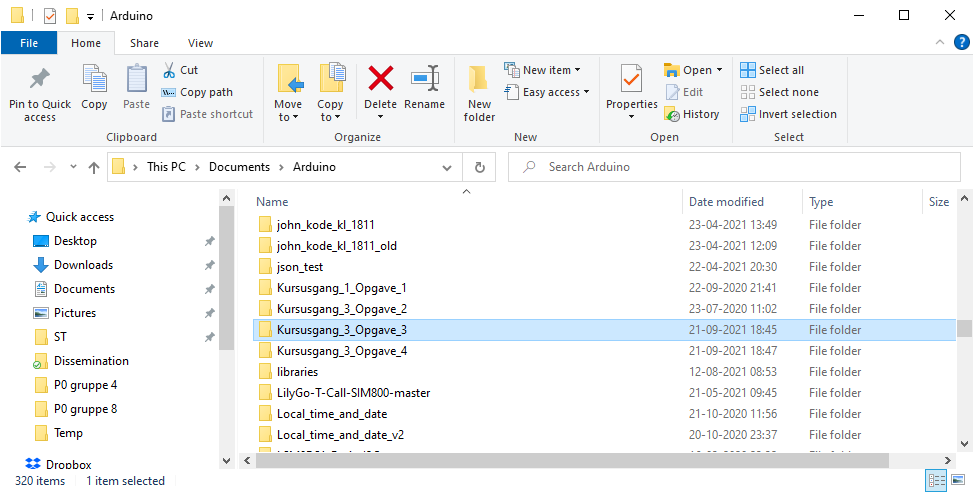 Arduino
File Home Share View
Pin to Quick access
Copy
Paste
Cut
Copy path
Paste shortcut
Clipboard
Move to
Copy to
Delete
Rename
Organize
New folder
New item
Easy access
New
Properties
Open
Edit
History
Open
Select all
Select none
Invert selection
Select
This PC > Documents > Arduino
Search Arduino
Quick access
Desktop
Downloads
Documents
Pictures
ST
Dissemination
P0 gruppe 4
P0 gruppe 8
Temp
Dropbox
Name Date modified Type Size
john_kode_kl_1811 23-04-2021 13:49 File folder
john_kode_kl_1811_old 23-04-2021 12:09 File folder
json_test 22-04-2021 20:30 File folder
Kursusgang_1_Opgave_1 22-09-2020 21:41 File folder
Kursusgang_3_Opgave_2 23-07-2020 11:02 File folder
Kursusgang_3_Opgave_3 21-09-2021 18:45 File folder
Kursusgang_3_Opgave_4 21-09-2021 18:47 File folder
libraries 12-08-2021 08:53 File folder
LilyGo-T-Call-SIM800-master 21-05-2021 09:45 File folder
Local_time_and_date 21-10-2020 11:56 File folder
Local_time_and_date_v2 20-10-2020 23:37 File folder
320 items 1 item selected